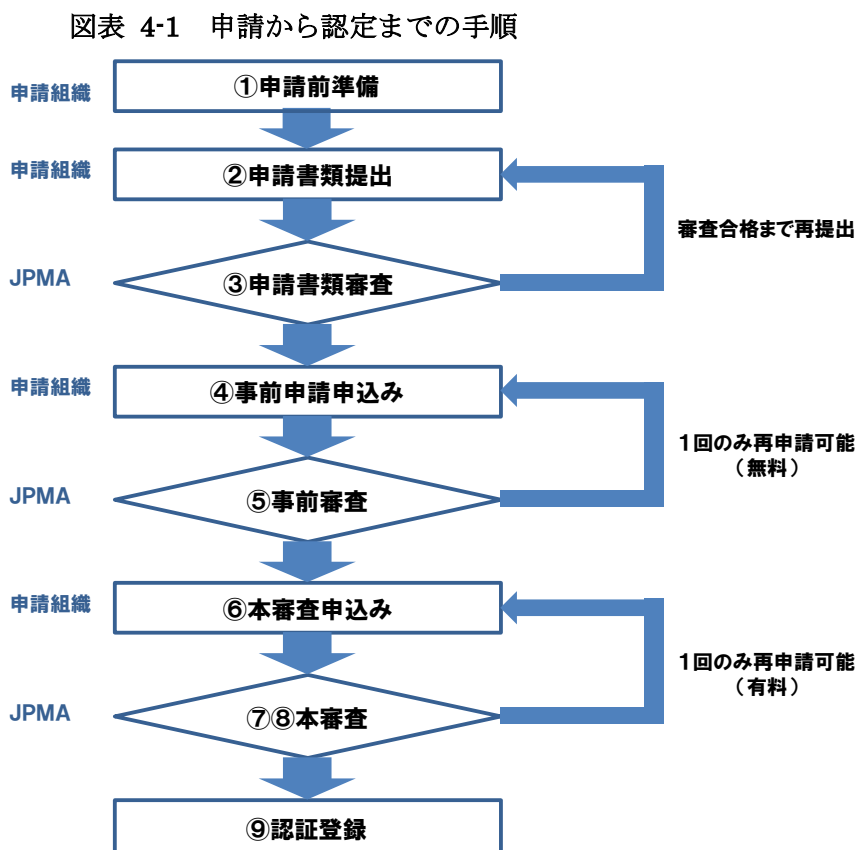 図表 4-1 申請から認定までの手順
申請組織
①申請前準備
申請組織
②申請書類提出
審査合格まで再提出
JPMA
③申請書類審査
申請組織
④事前申請申込み
1回のみ再申請可能
（無料）
JPMA
⑤事前審査
申請組織
⑥本審査申込み
1回のみ再申請可能
（有料）
JPMA
⑦⑧本審査
⑨認証登録